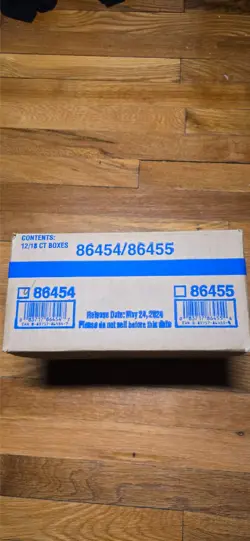 CONTENTS:
12/18 CT BOXES
86454/86455
86454
86455
Release Date: May 24, 2024
Please do not sell before this date